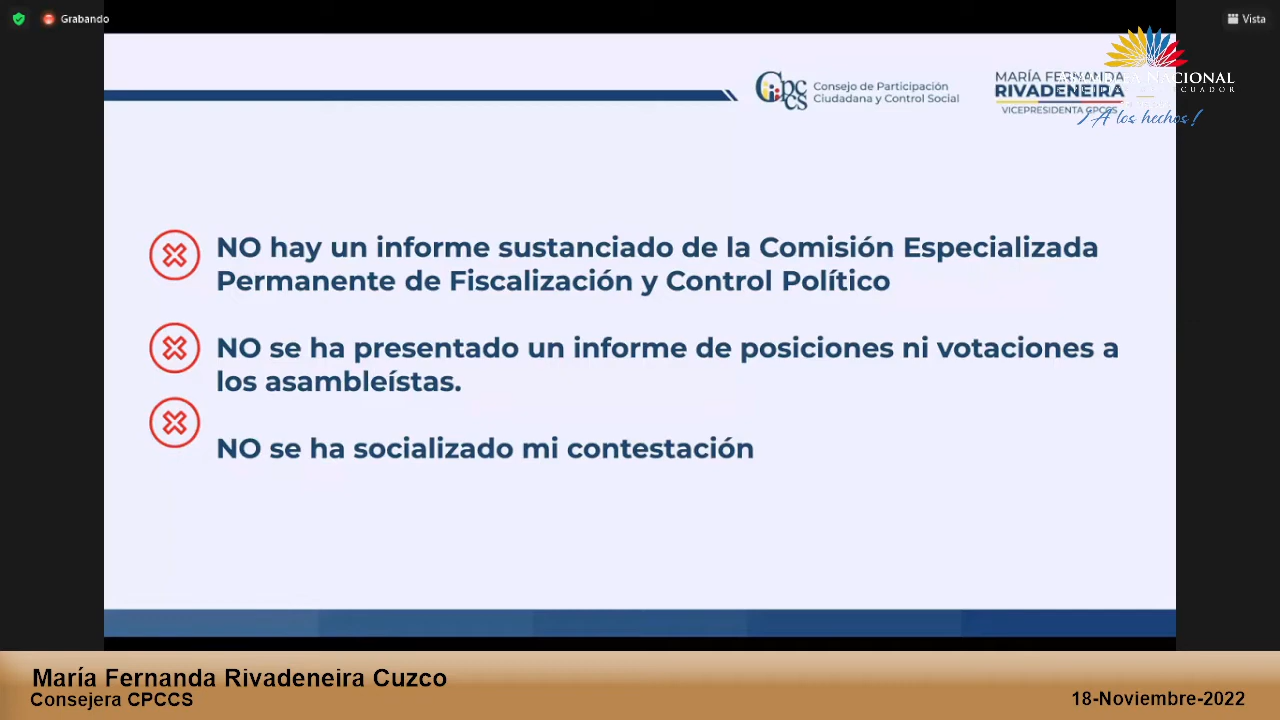 Grabando
Vista
Consejo de Participación
Ciudadana y Control Social
MARÍA FERNANDA
RIVADENEIRA
VICEPRESIDENTA CPCCS
NACIONAL
¡A los hechos!
NO hay un informe sustanciado de la Comisión Especializada
Permanente de Fiscalización y Control Político
NO se ha presentado un informe de posiciones ni votaciones a
los asambleístas.
NO se ha socializado mi contestación
María Fernanda Rivadeneira Cuzco
Consejera CPCCS
18-Noviembre-2022